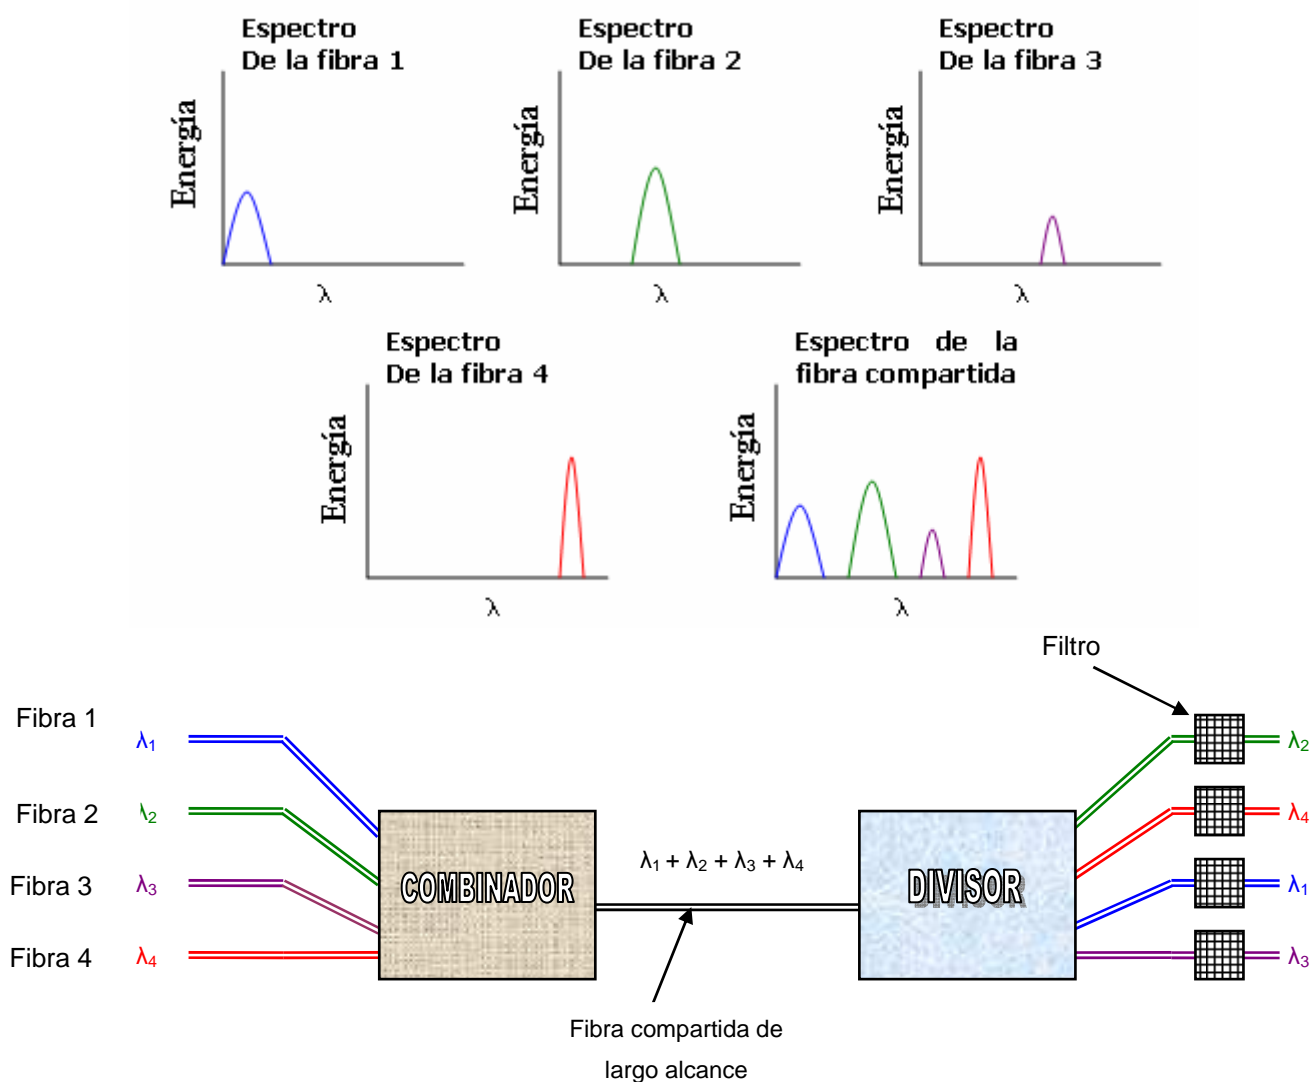 Espectro
De la fibra 1
Energía
λ
Espectro
De la fibra 2
Energía
λ
Espectro
De la fibra 3
Energía
λ
Espectro
De la fibra 4
Energía
λ
Espectro de la
fibra compartida
Energía
λ
Filtro
Fibra 1
λ₁
Fibra 2
λ₂
Fibra 3
λ₃
Fibra 4
λ₄
COMBINADOR
λ₁ + λ₂ + λ₃ + λ₄
Fibra compartida de
largo alcance
DIVISOR
λ₂
λ₄
λ₁
λ₃